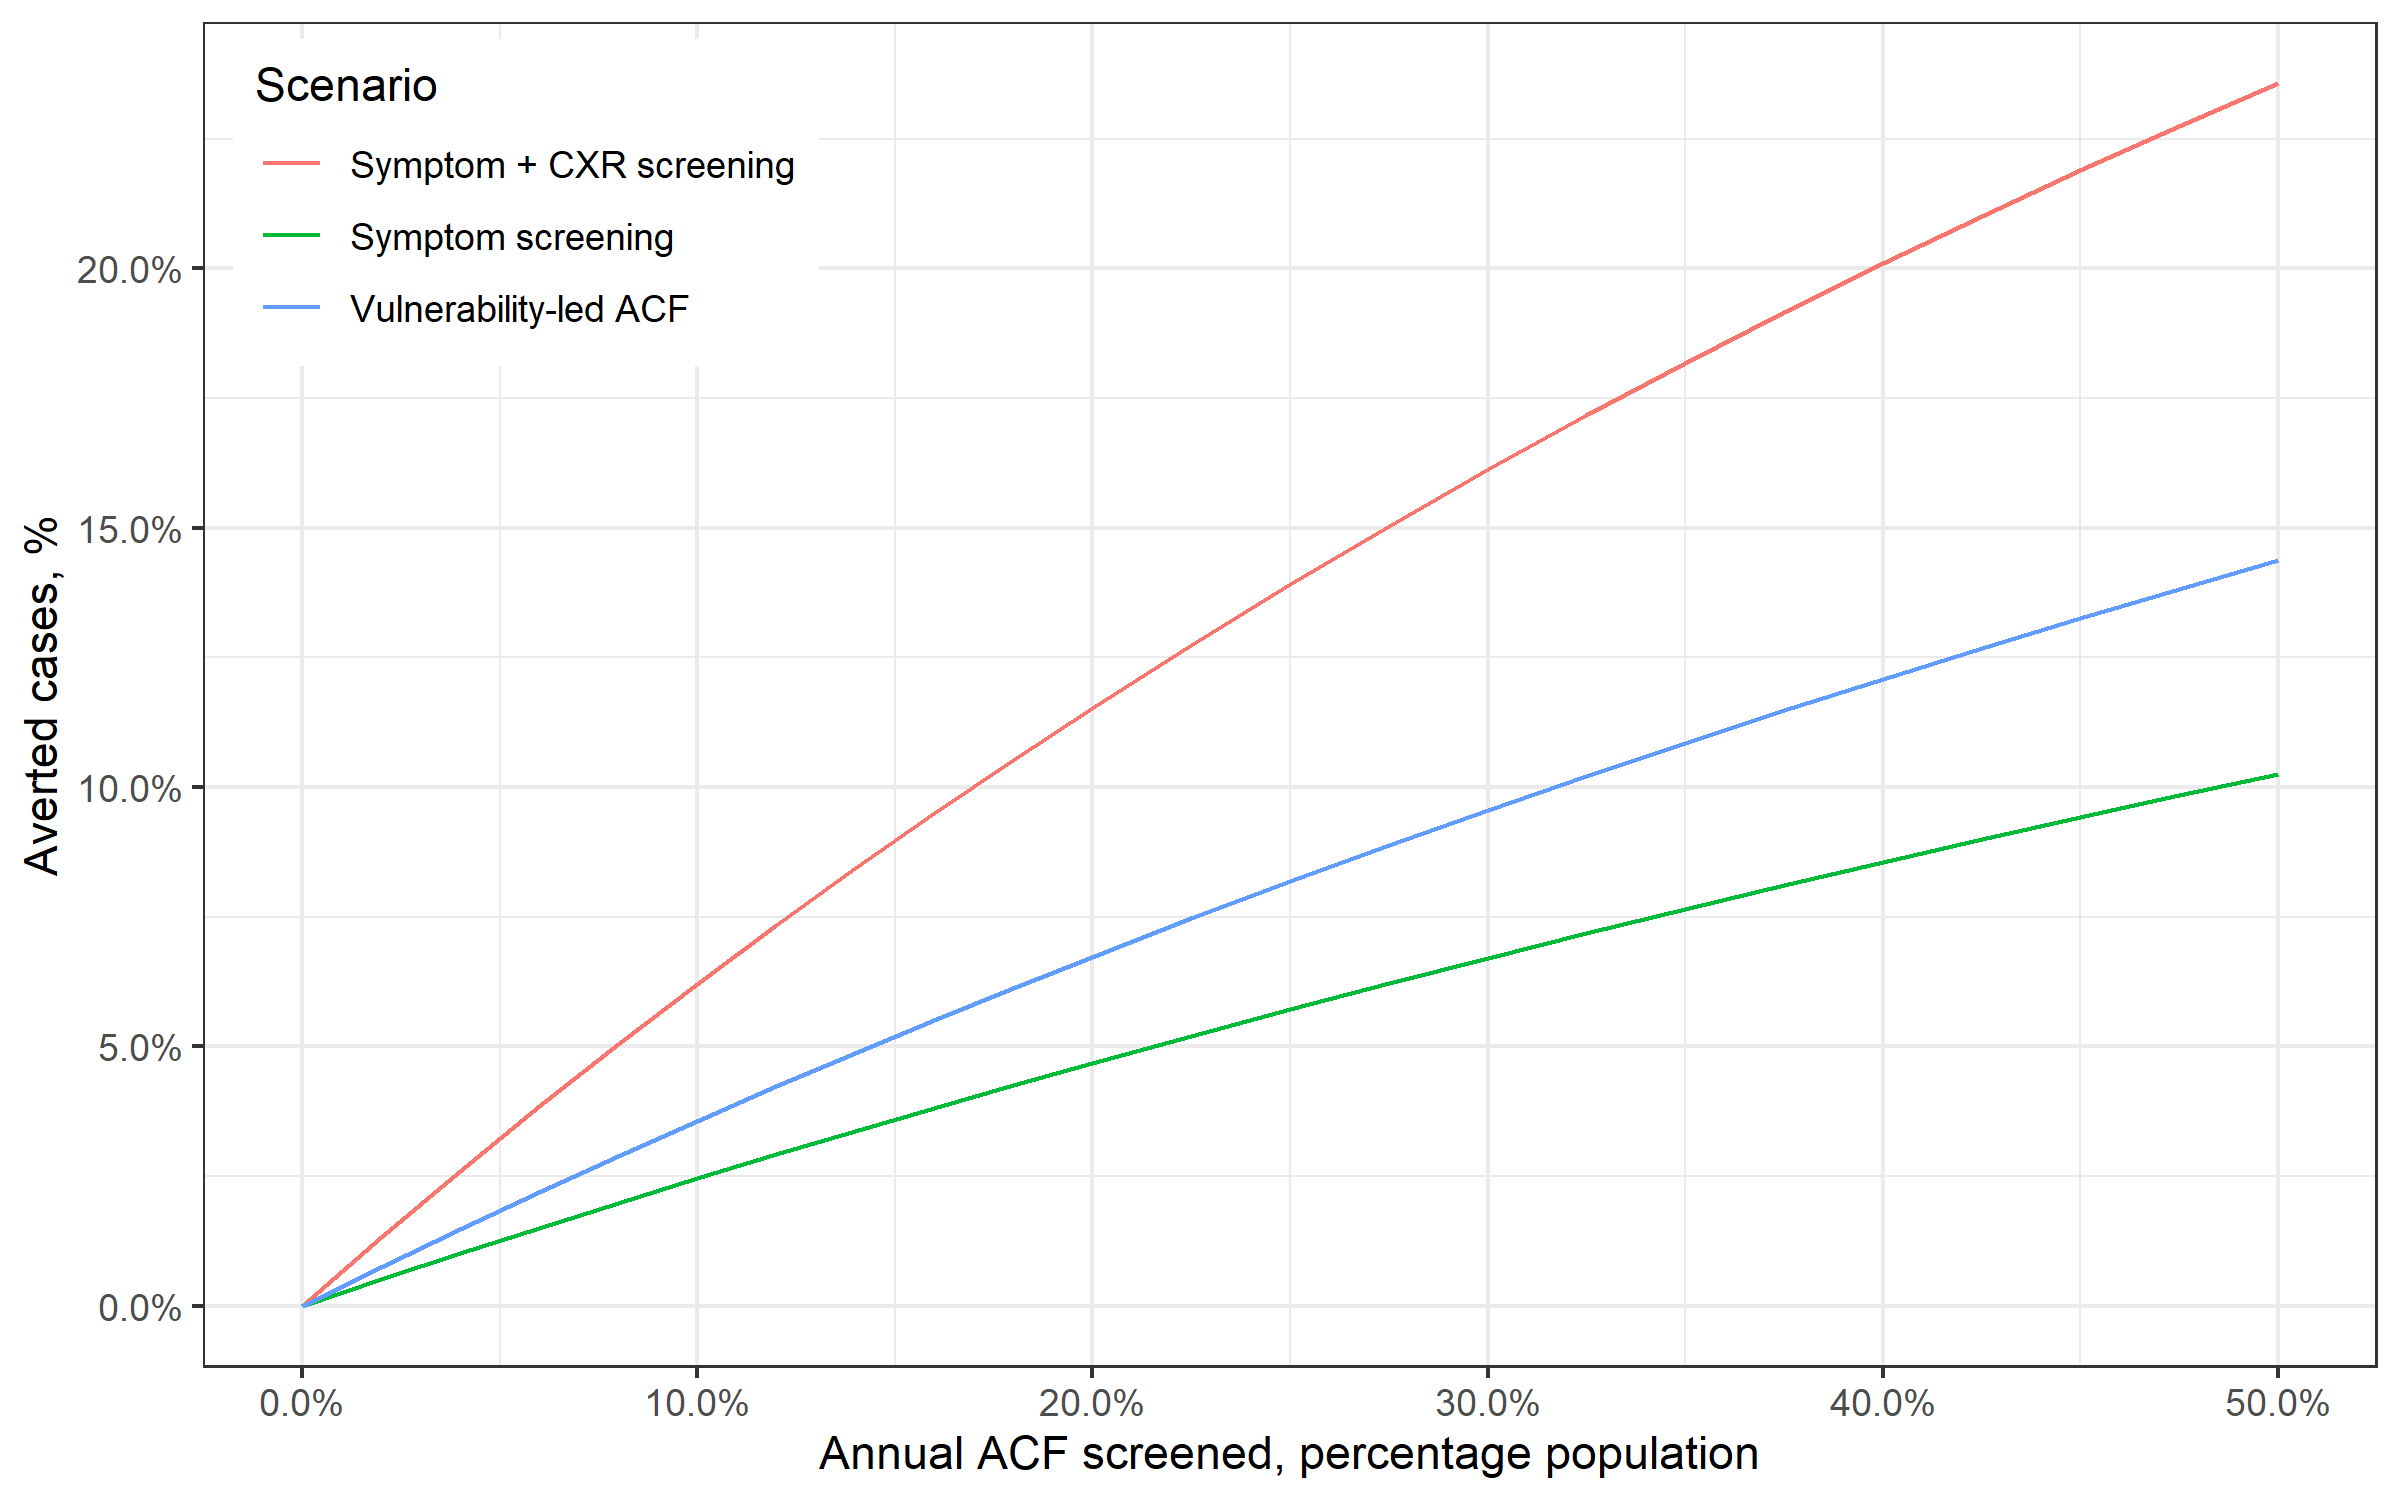 Scenario
Symptom + CXR screening
Symptom screening
Vulnerability-led ACF
Averted cases, %
20.0%
15.0%
10.0%
5.0%
0.0%
0.0% 10.0% 20.0% 30.0% 40.0% 50.0%
Annual ACF screened, percentage population